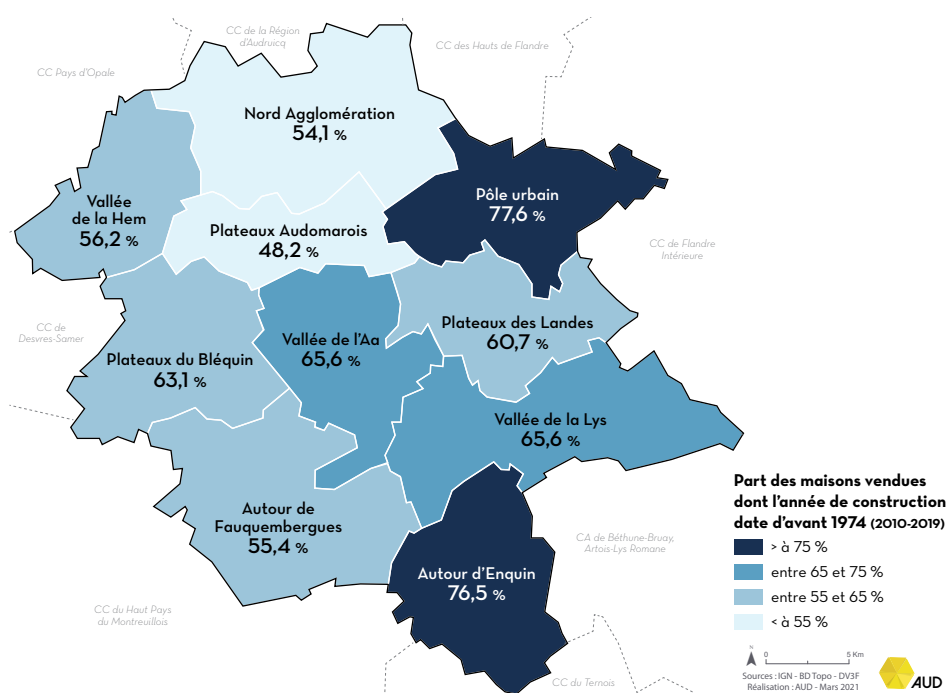 CC de la Région
d'Audruicq
CC des Hauts de Flandre
CC Pays d'Opale
Nord Agglomération
54,1 %
Pôle urbain
77,6 %
Vallée
de la Hem
56,2 %
Plateaux Audomarois
48,2 %
CC de Flandre
Intérieure
CC de
Desvres-Samer
Plateaux des Landes
60,7 %
Vallée de l'Aa
65,6 %
Plateaux du Bléquin
63,1 %
Vallée de la Lys
65,6 %
Autour de
Fauquembergues
55,4 %
CA de Béthune-Bruay,
Artois-Lys Romane
Autour d'Enquin
76,5 %
CC du Haut Pays
du Montreuillois
CC du Ternois
Part des maisons vendues
dont l'année de construction
date d'avant 1974 (2010-2019)
> à 75 %
entre 65 et 75 %
entre 55 et 65 %
< à 55 %
N
0 5 Km
Sources : IGN - BD Topo - DV3F
Réalisation : AUD - Mars 2021
AUD